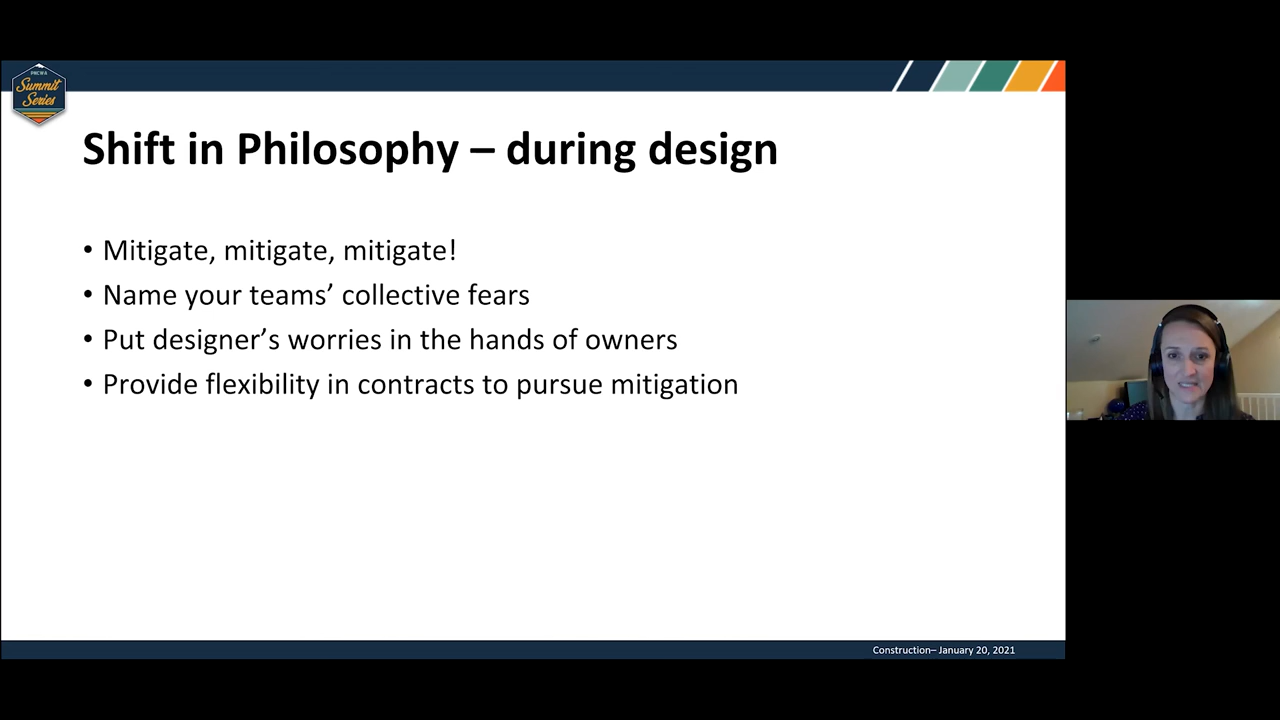 PNCWA
Summit
Series
Shift in Philosophy – during design
• Mitigate, mitigate, mitigate!
• Name your teams’ collective fears
• Put designer’s worries in the hands of owners
• Provide flexibility in contracts to pursue mitigation
Construction– January 20, 2021